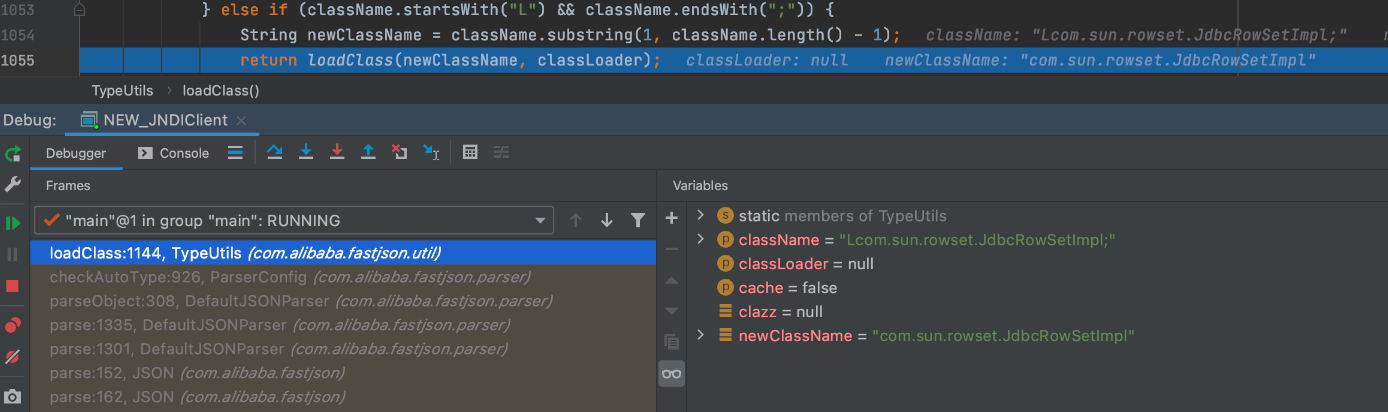 1053 } else if (className.startsWith("L") && className.endsWith(";")) {
1054 String newClassName = className.substring(1, className.length() - 1); className: "Lcom.sun.rowset.JdbcRowSetImpl;"
1055 return loadClass(newClassName, classLoader); classLoader: null newClassName: "com.sun.rowset.JdbcRowSetImpl"
TypeUtils › loadClass()
Debug: NEW_JNDIClient ×
Debugger Console
Frames
"main"@1 in group "main": RUNNING
loadClass:1144, TypeUtils (com.alibaba.fastjson.util)
checkAutoType:926, ParserConfig (com.alibaba.fastjson.parser)
parseObject:308, DefaultJSONParser (com.alibaba.fastjson.parser)
parse:1335, DefaultJSONParser (com.alibaba.fastjson.parser)
parse:1301, DefaultJSONParser (com.alibaba.fastjson.parser)
parse:152, JSON (com.alibaba.fastjson)
parse:162, JSON (com.alibaba.fastjson)
Variables
s static members of TypeUtils
p className = "Lcom.sun.rowset.JdbcRowSetImpl;"
p classLoader = null
p cache = false
clazz = null
newClassName = "com.sun.rowset.JdbcRowSetImpl"